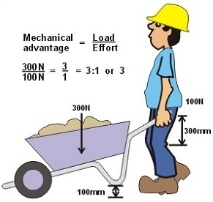 Mechanical advantage = Load / Effort
300N / 100N = 3 / 1 = 3:1 or 3
300N
100N
300mm
100mm